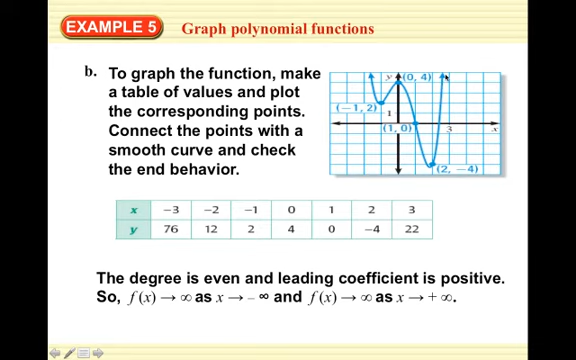 EXAMPLE 5 Graph polynomial functions
b. To graph the function, make
a table of values and plot
the corresponding points.
Connect the points with a
smooth curve and check
the end behavior.
y (0, 4)
(−1, 2)
1
(1, 0) 3 x
(2, −4)
x −3 −2 −1 0 1 2 3
y 76 12 2 4 0 −4 22
The degree is even and leading coefficient is positive.
So, f (x) → ∞ as x → – ∞ and f (x) → ∞ as x → + ∞.